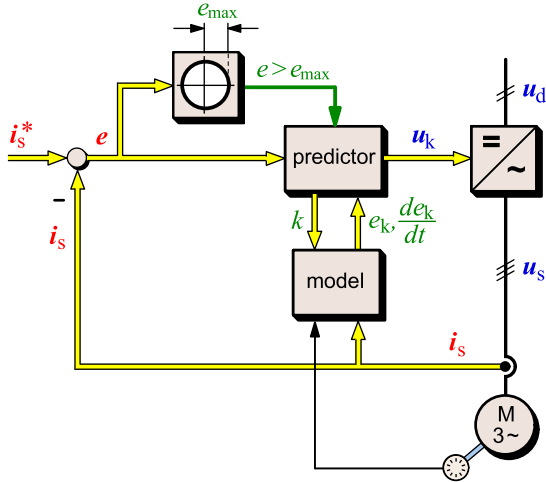 e_max
e > e_max
u_d
i_s*
e
predictor
u_k
=
~
−
k
e_k, de_k/dt
i_s
model
u_s
i_s
M
3~